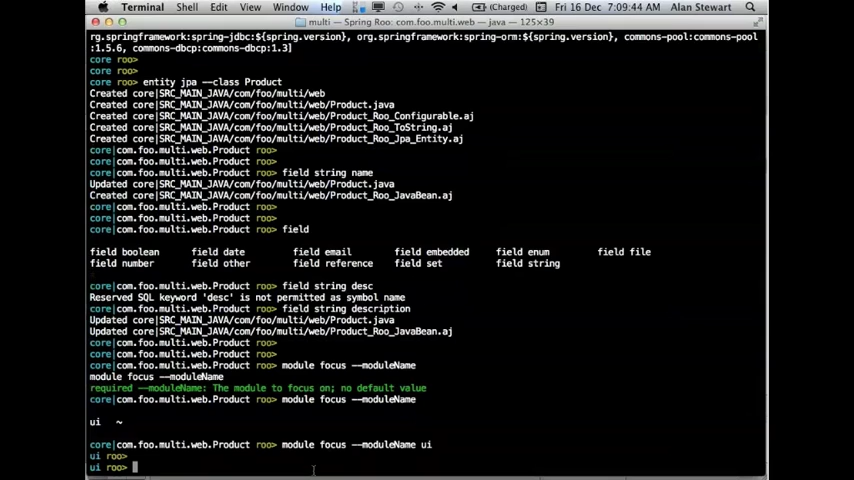 Terminal Shell Edit View Window Help (Charged) Fri 16 Dec 7:09:44 AM Alan Stewart
multi — Spring Roo: com.foo.multi.web — java — 125×39
rg.springframework:spring-jdbc:${spring.version}, org.springframework:spring-orm:${spring.version}, commons-pool:commons-pool
:1.5.6, commons-dbcp:commons-dbcp:1.3]
core roo>
core roo>
core roo> entity jpa --class Product
Created core|SRC_MAIN_JAVA/com/foo/multi/web
Created core|SRC_MAIN_JAVA/com/foo/multi/web/Product.java
Created core|SRC_MAIN_JAVA/com/foo/multi/web/Product_Roo_Configurable.aj
Created core|SRC_MAIN_JAVA/com/foo/multi/web/Product_Roo_ToString.aj
Created core|SRC_MAIN_JAVA/com/foo/multi/web/Product_Roo_Jpa_Entity.aj
core|com.foo.multi.web.Product roo>
core|com.foo.multi.web.Product roo>
core|com.foo.multi.web.Product roo> field string name
Updated core|SRC_MAIN_JAVA/com/foo/multi/web/Product.java
Created core|SRC_MAIN_JAVA/com/foo/multi/web/Product_Roo_JavaBean.aj
core|com.foo.multi.web.Product roo>
core|com.foo.multi.web.Product roo>
core|com.foo.multi.web.Product roo> field
field boolean field date field email field embedded field enum field file
field number field other field reference field set field string
core|com.foo.multi.web.Product roo> field string desc
Reserved SQL keyword 'desc' is not permitted as symbol name
core|com.foo.multi.web.Product roo> field string description
Updated core|SRC_MAIN_JAVA/com/foo/multi/web/Product.java
Updated core|SRC_MAIN_JAVA/com/foo/multi/web/Product_Roo_JavaBean.aj
core|com.foo.multi.web.Product roo>
core|com.foo.multi.web.Product roo>
core|com.foo.multi.web.Product roo> module focus --moduleName
module focus --moduleName
required --moduleName: The module to focus on; no default value
core|com.foo.multi.web.Product roo> module focus --moduleName
ui ~
core|com.foo.multi.web.Product roo> module focus --moduleName ui
ui roo>
ui roo>